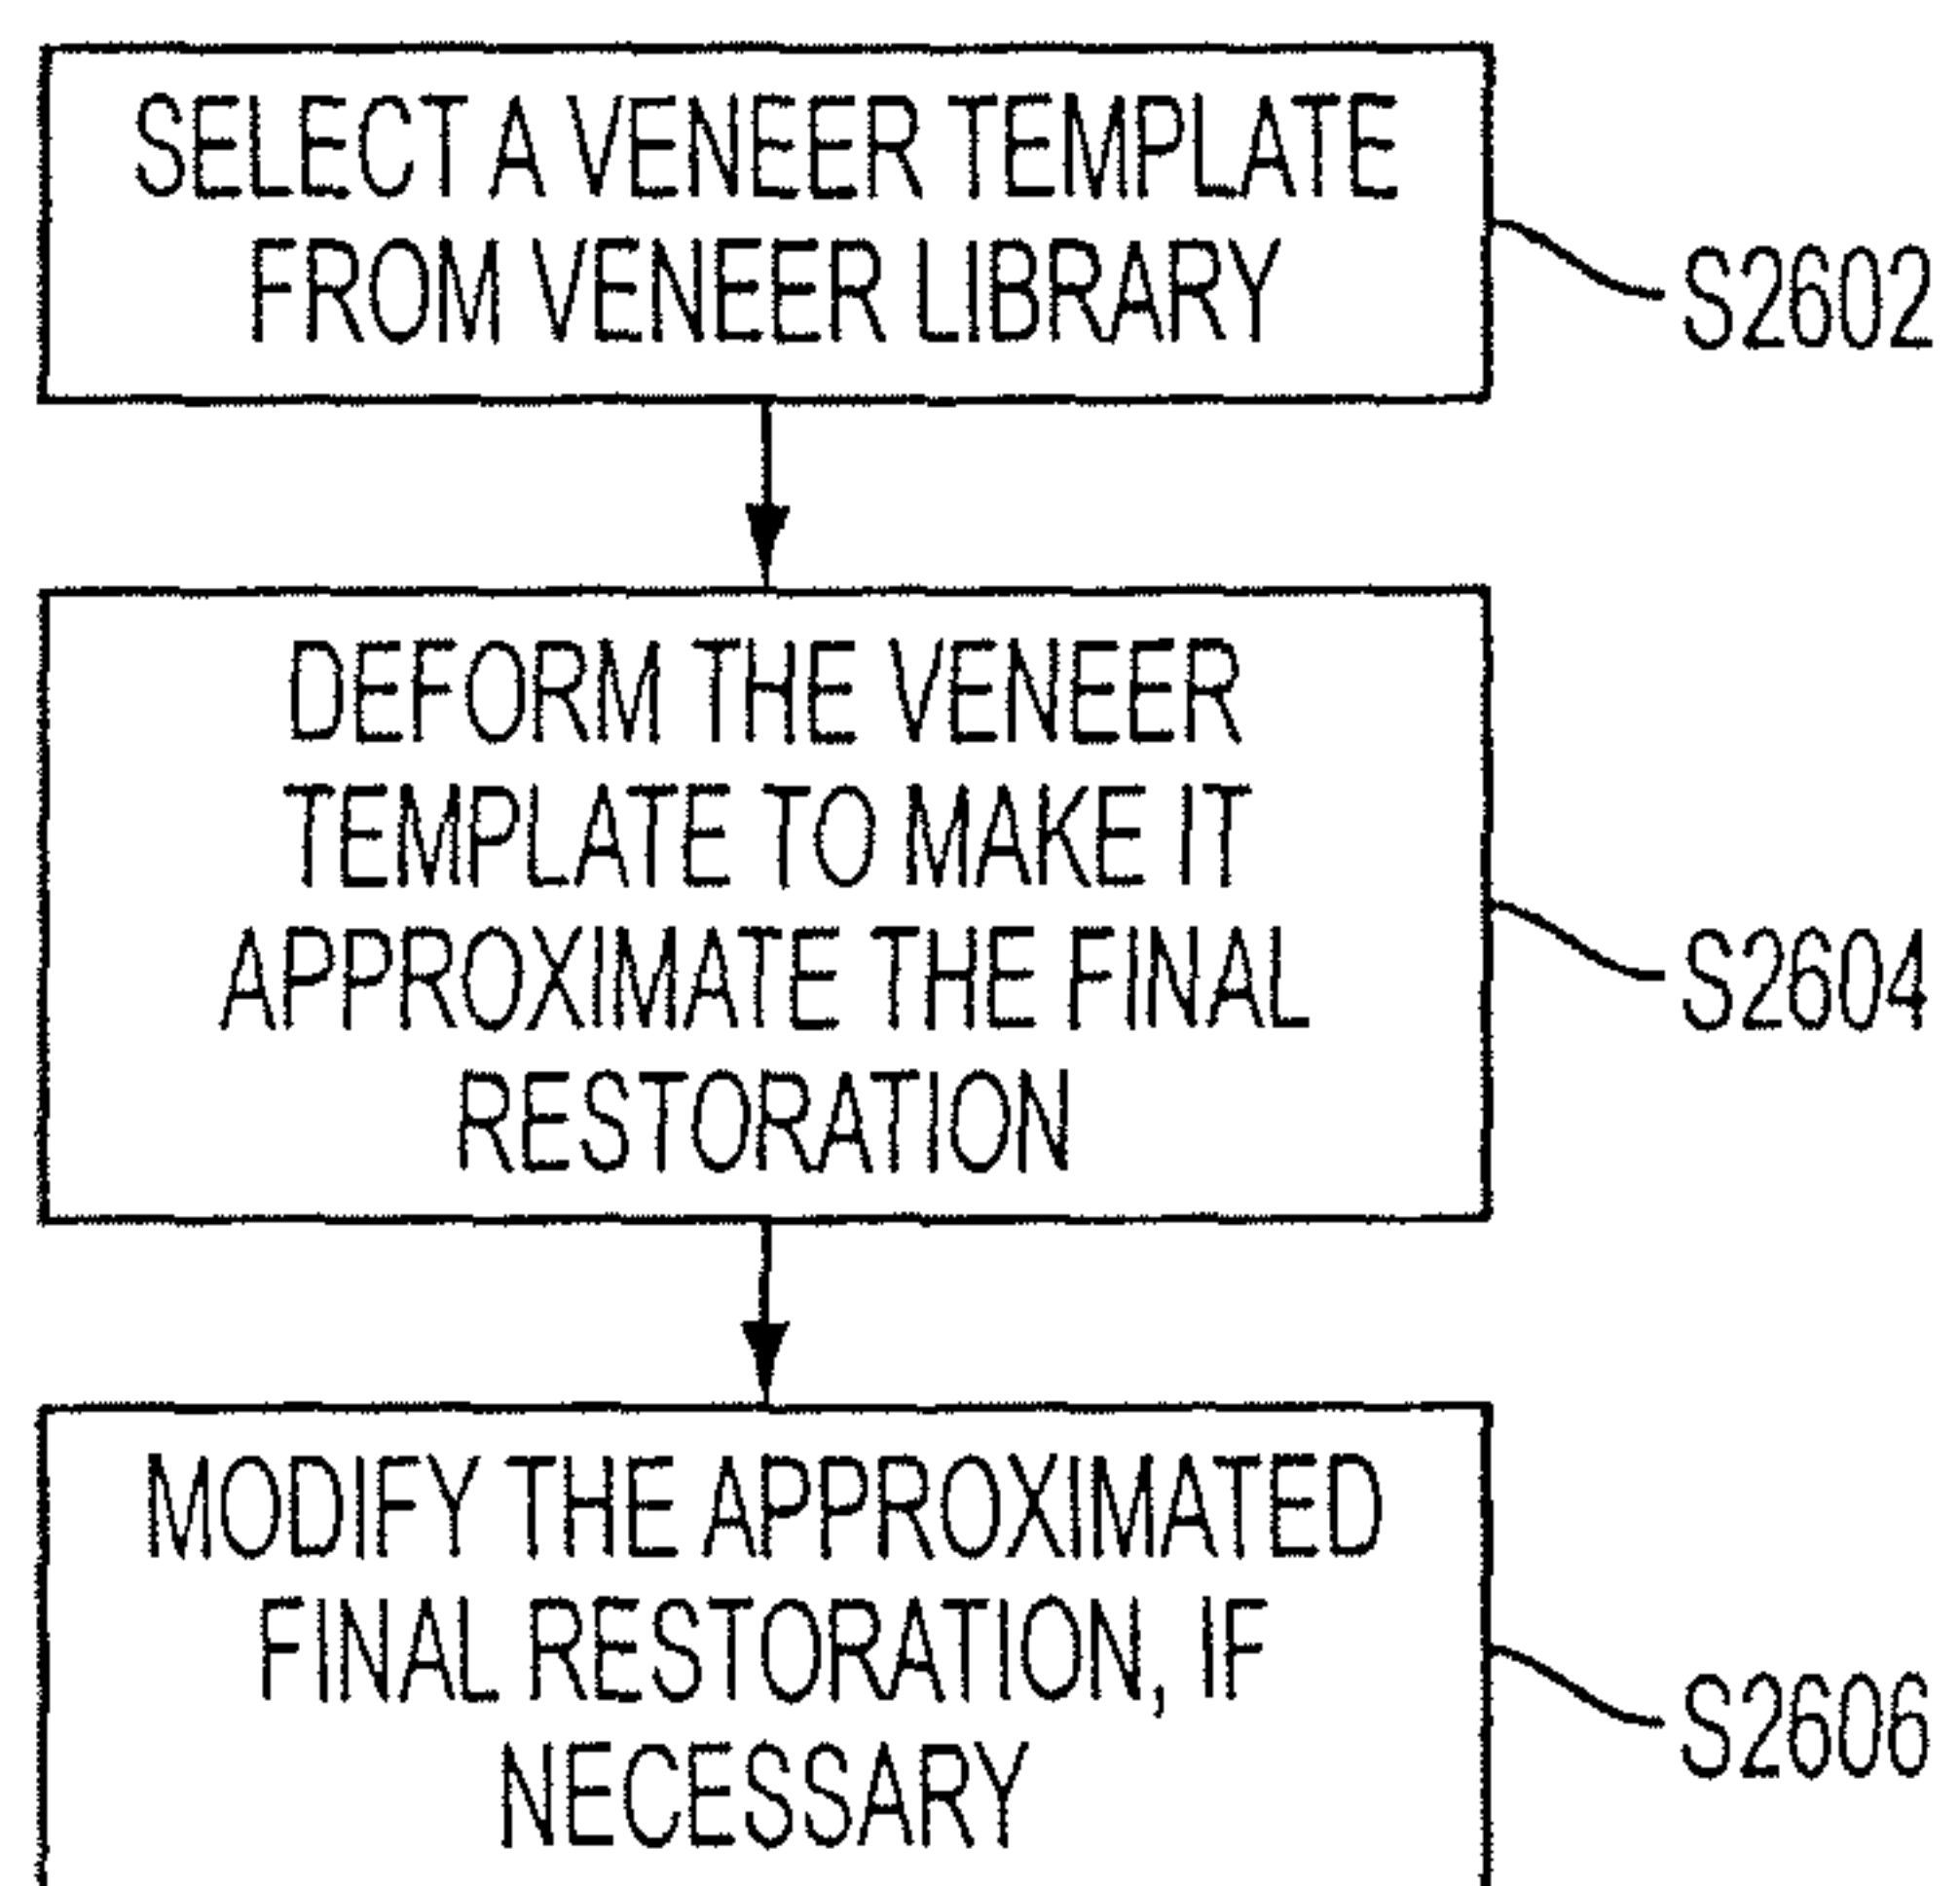 SELECT A VENEER TEMPLATE
FROM VENEER LIBRARY
S2602
DEFORM THE VENEER
TEMPLATE TO MAKE IT
APPROXIMATE THE FINAL
RESTORATION
S2604
MODIFY THE APPROXIMATED
FINAL RESTORATION, IF
NECESSARY
S2606